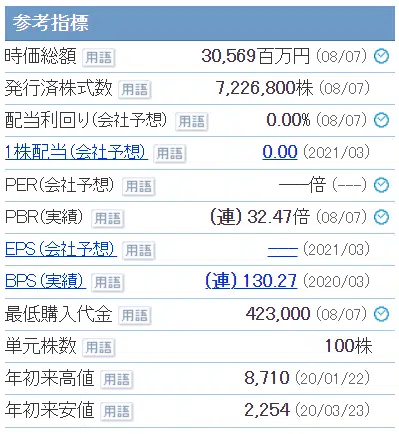 参考指標
時価総額 用語 30,569百万円 (08/07)
発行済株式数 用語 7,226,800株 (08/07)
配当利回り(会社予想) 用語 0.00% (08/07)
1株配当(会社予想) 用語 0.00 (2021/03)
PER(会社予想) 用語 ---倍 (---)
PBR(実績) 用語 (連) 32.47倍 (08/07)
EPS(会社予想) 用語 --- (2021/03)
BPS(実績) 用語 (連) 130.27 (2020/03)
最低購入代金 用語 423,000 (08/07)
単元株数 用語 100株
年初来高値 用語 8,710 (20/01/22)
年初来安値 用語 2,254 (20/03/23)